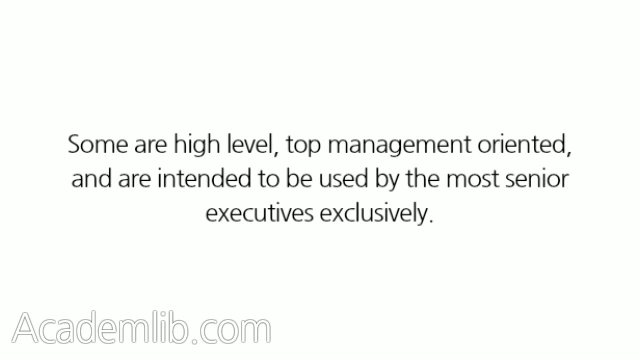 Some are high level, top management oriented,
and are intended to be used by the most senior
executives exclusively.
Academlib.com